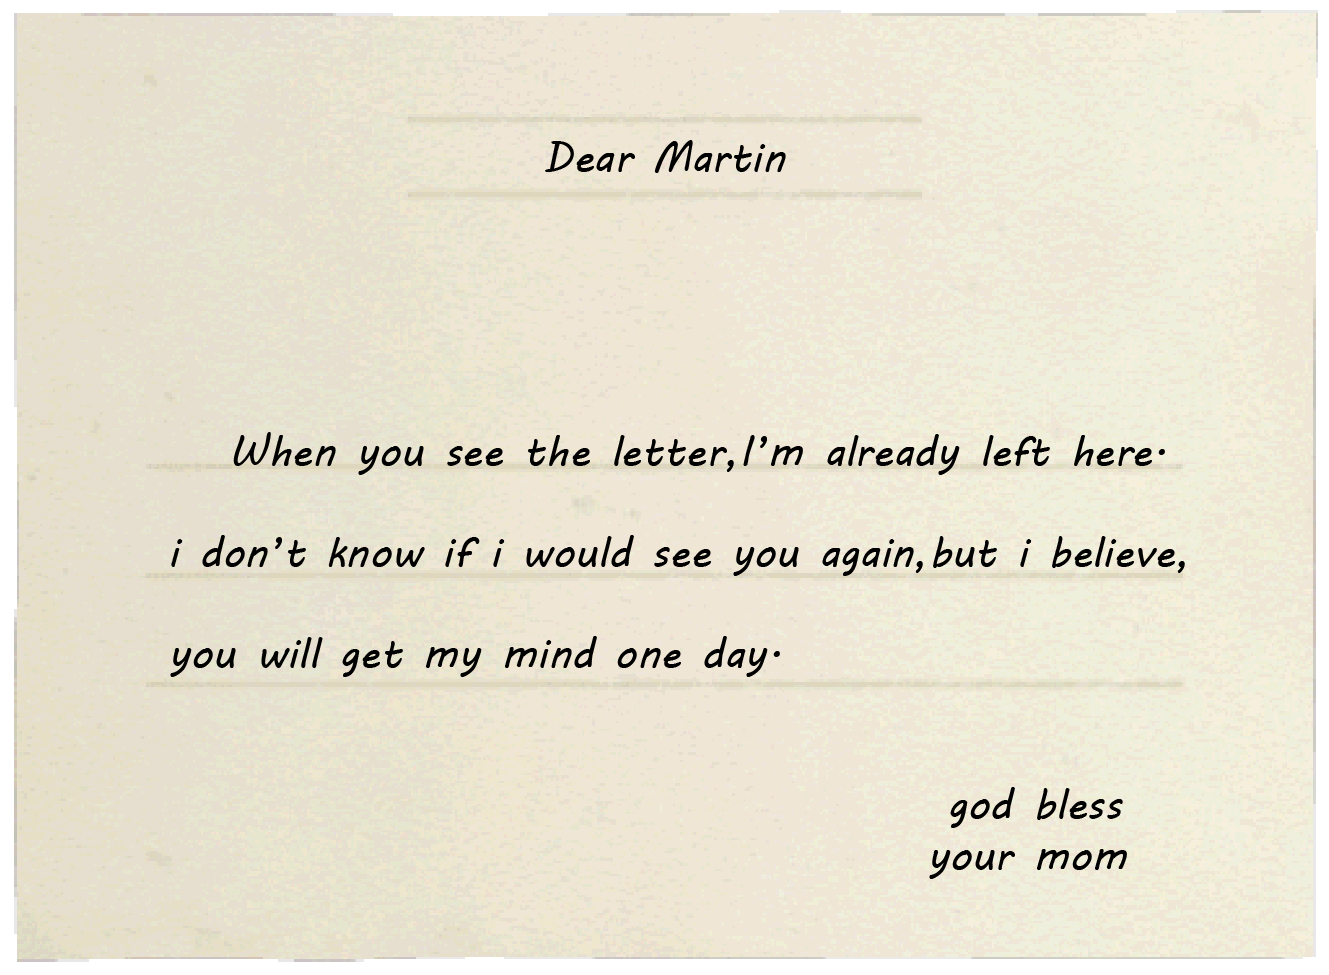 Dear Martin
When you see the letter,I’m already left here.
i don’t know if i would see you again,but i believe,
you will get my mind one day.
god bless
your mom